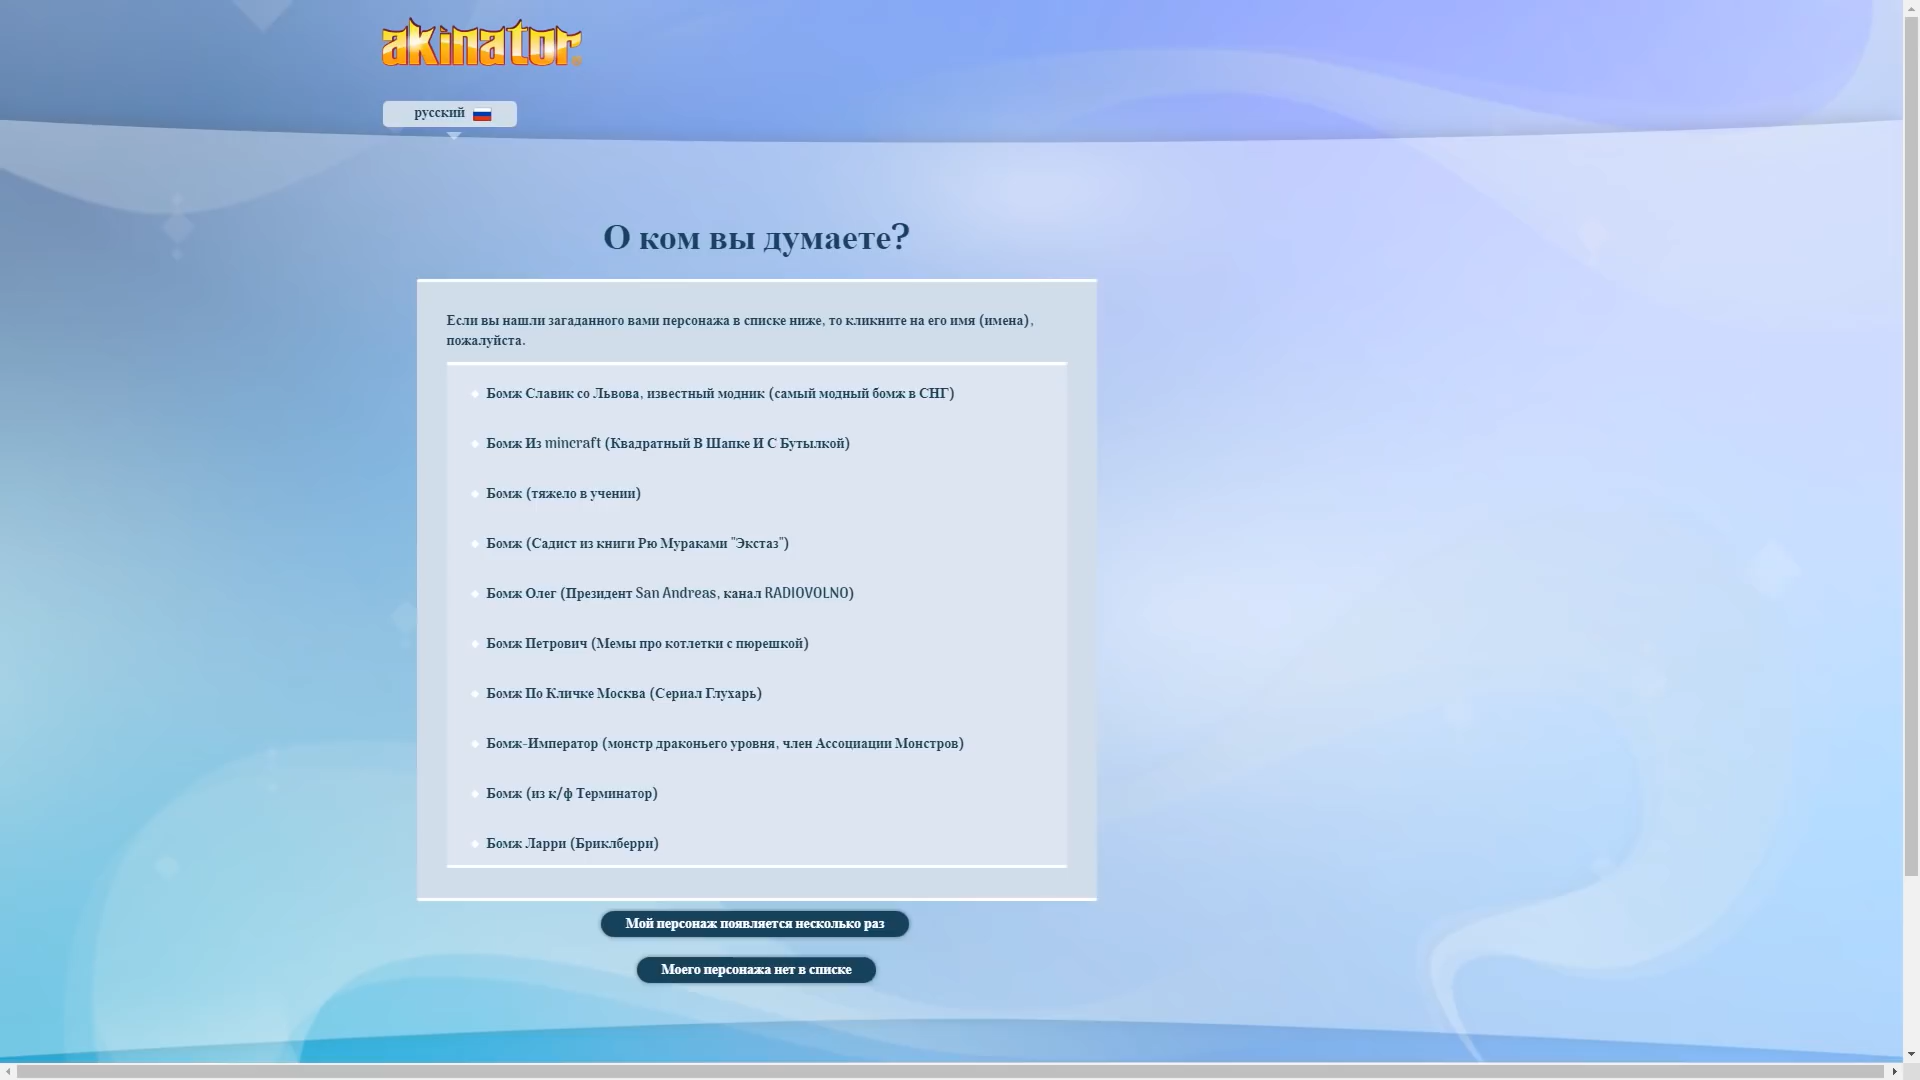 akinator
русский
О ком вы думаете?
Если вы нашли загаданного вами персонажа в списке ниже, то кликните на его имя (имена),
пожалуйста.
Бомж Славик со Львова, известный модник (самый модный бомж в СНГ)
Бомж Из mincraft (Квадратный В Шапке И С Бутылкой)
Бомж (тяжело в учении)
Бомж (Садист из книги Рю Мураками "Экстаз")
Бомж Олег (Президент San Andreas, канал RADIOVOLNO)
Бомж Петрович (Мемы про котлетки с пюрешкой)
Бомж По Кличке Москва (Сериал Глухарь)
Бомж-Император (монстр драконьего уровня, член Ассоциации Монстров)
Бомж (из к/ф Терминатор)
Бомж Ларри (Бриклберри)
Мой персонаж появляется несколько раз
Моего персонажа нет в списке